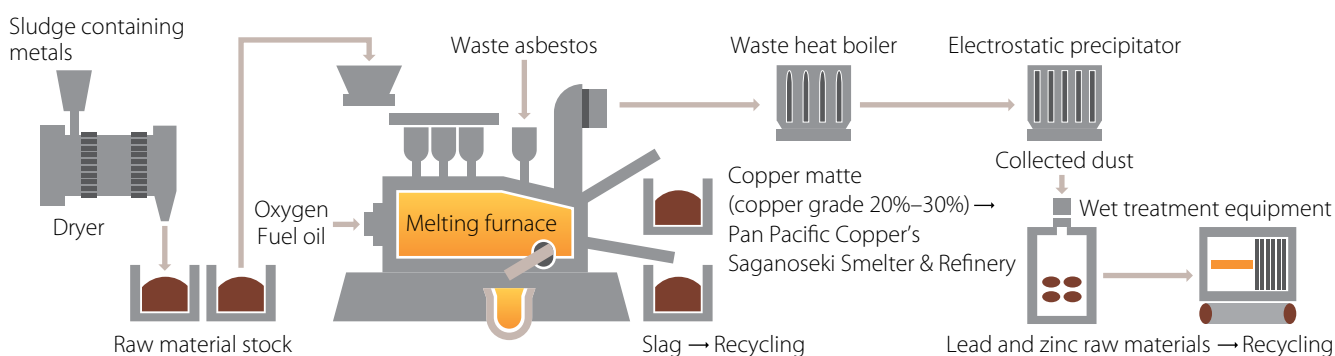 Sludge containing
metals
Dryer
Raw material stock
Oxygen
Fuel oil
Waste asbestos
Melting furnace
Waste heat boiler
Electrostatic precipitator
Collected dust
Copper matte
(copper grade 20%–30%) →
Pan Pacific Copper's
Saganoseki Smelter & Refinery
Wet treatment equipment
Slag → Recycling
Lead and zinc raw materials → Recycling